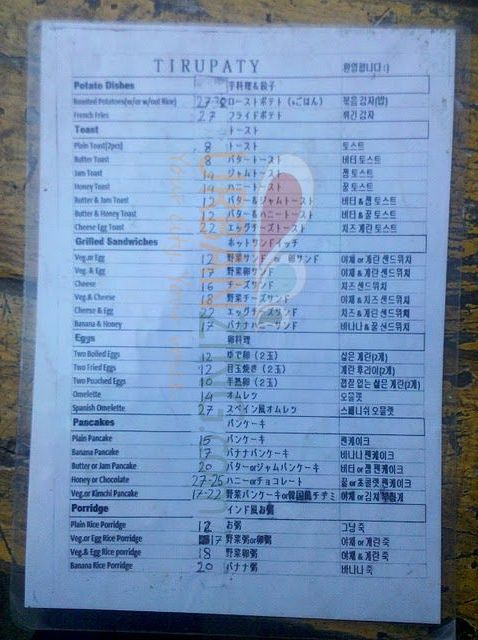 TIRUPATY 환영합니다 :)
Potato Dishes 芋料理&餃子
Roasted Potatoes(w/or w/out Rice) 27-30 ローストポテト(sごはん) 볶음 감자(밥)
French Fries 27 フライドポテト 튀긴 감자
Toast トースト
Plain Toast(2pcs) 8 トースト 토스트
Butter Toast 8 バタートースト 버터 토스트
Jam Toast 14 ジャムトースト 쨈 토스트
Honey Toast 14 ハニートースト 꿀 토스트
Butter & Jam Toast 12 バター&ジャムトースト 버터 & 쨈 토스트
Butter & Honey Toast 12 バター&ハニートースト 버터 & 꿀 토스트
Cheese Egg Toast 22 エッグチーズトースト 치즈 계란 토스트
Grilled Sandwiches ホットサンドイッチ
Veg.or Egg 12 野菜サンド or 卵サンド 야채 or 계란 샌드위치
Veg. & Egg 17 野菜卵サンド 야채 & 계란 샌드위치
Cheese 16 チーズサンド 치즈 샌드위치
Veg.& Cheese 18 野菜チーズサンド 야채 & 치즈 샌드위치
Cheese & Egg 22 エッグチーズサンド 치즈 & 계란 샌드위치
Banana & Honey 17 バナナハニーサンド 바나나 & 꿀 샌드위치
Eggs 卵料理
Two Boiled Eggs 12 ゆで卵(2玉) 삶은 계란(2개)
Two Fried Eggs 12 目玉焼き(2玉) 계란 후라이(2개)
Two Pouched Eggs 10 半熟卵(2玉) 껍질 없는 삶은 계란(2개)
Omelette 14 オムレツ 오믈렛
Spanish Omelette 27 スペイン風オムレツ 스페니쉬 오믈렛
Pancakes パンケーキ
Plain Pancake 15 パンケーキ 팬케이크
Banana Pancake 17 バナナパンケーキ 바나나 팬케이크
Butter or Jam Pancake 20 バターorジャムパンケーキ 버터 or 쨈 팬케이크
Honey or Chocolate 27-25 ハニーorチョコレート 꿀 or 초콜렛 팬케이크
Veg.or Kimchi Pancake 17-22 野菜パンケーキor韓国風チヂミ 야채 or 김치
Porridge インド風お粥
Plain Rice Porridge 12 お粥 그냥 죽
Veg.or Egg Rice Porridge 17 野菜粥or卵粥 야채 or 계란 죽
Veg.& Egg Rice porridge 18 野菜卵粥 야채 & 계란 죽
Banana Rice Porridge 20 バナナ粥 바나나 죽